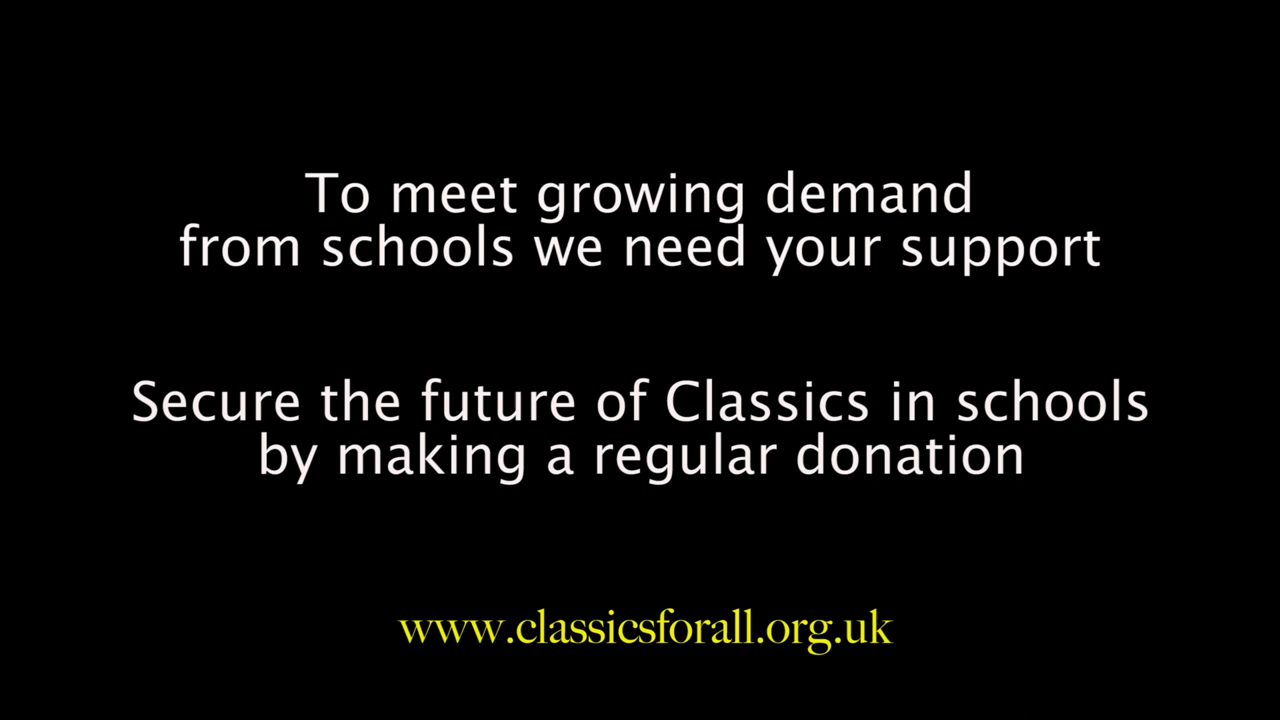 To meet growing demand
from schools we need your support
Secure the future of Classics in schools
by making a regular donation
www.classicsforall.org.uk